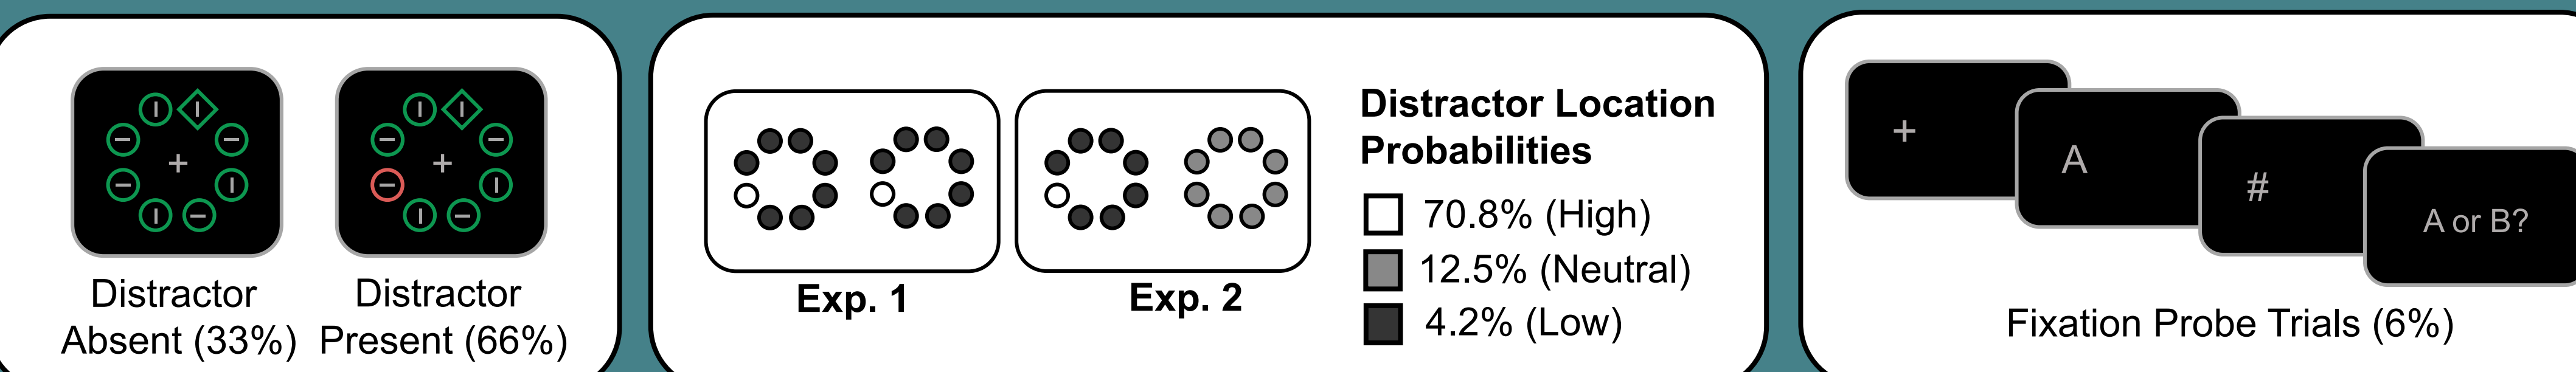 Distractor
Absent (33%)
Distractor
Present (66%)
Exp. 1
Exp. 2
Distractor Location
Probabilities
70.8% (High)
12.5% (Neutral)
4.2% (Low)
+
A
#
A or B?
Fixation Probe Trials (6%)